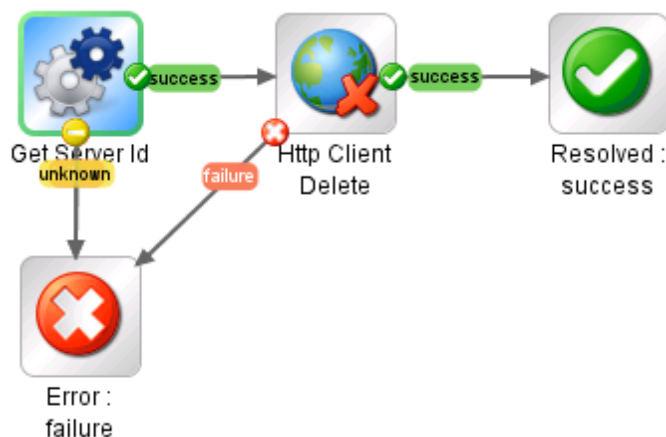 success
success
Get Server Id
Http Client
Delete
Resolved :
success
unknown
failure
Error :
failure